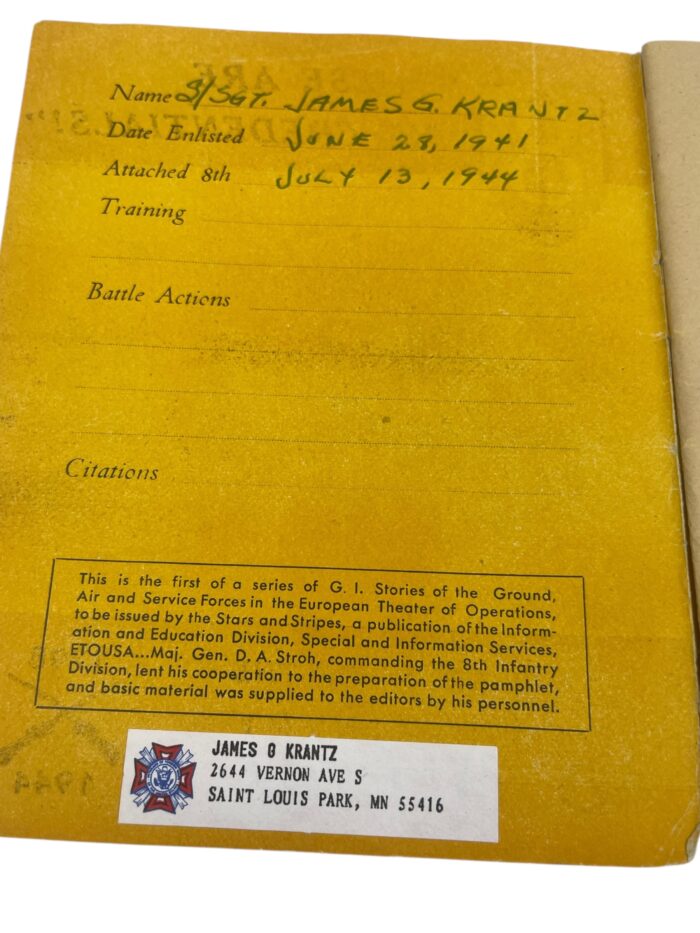 Name S/SGT. JAMES G. KRANTZ
Date Enlisted JUNE 28, 1941
Attached 8th JULY 13, 1944
Training
Battle Actions
Citations
This is the first of a series of G. I. Stories of the Ground,
Air and Service Forces in the European Theater of Operations,
to be issued by the Stars and Stripes, a publication of the Inform-
ation and Education Division, Special and Information Services,
ETOUSA...Maj. Gen. D. A. Stroh, commanding the 8th Infantry
Division, lent his cooperation to the preparation of the pamphlet,
and basic material was supplied to the editors by his personnel.
1944
JAMES G KRANTZ
2644 VERNON AVE S
SAINT LOUIS PARK, MN 55416